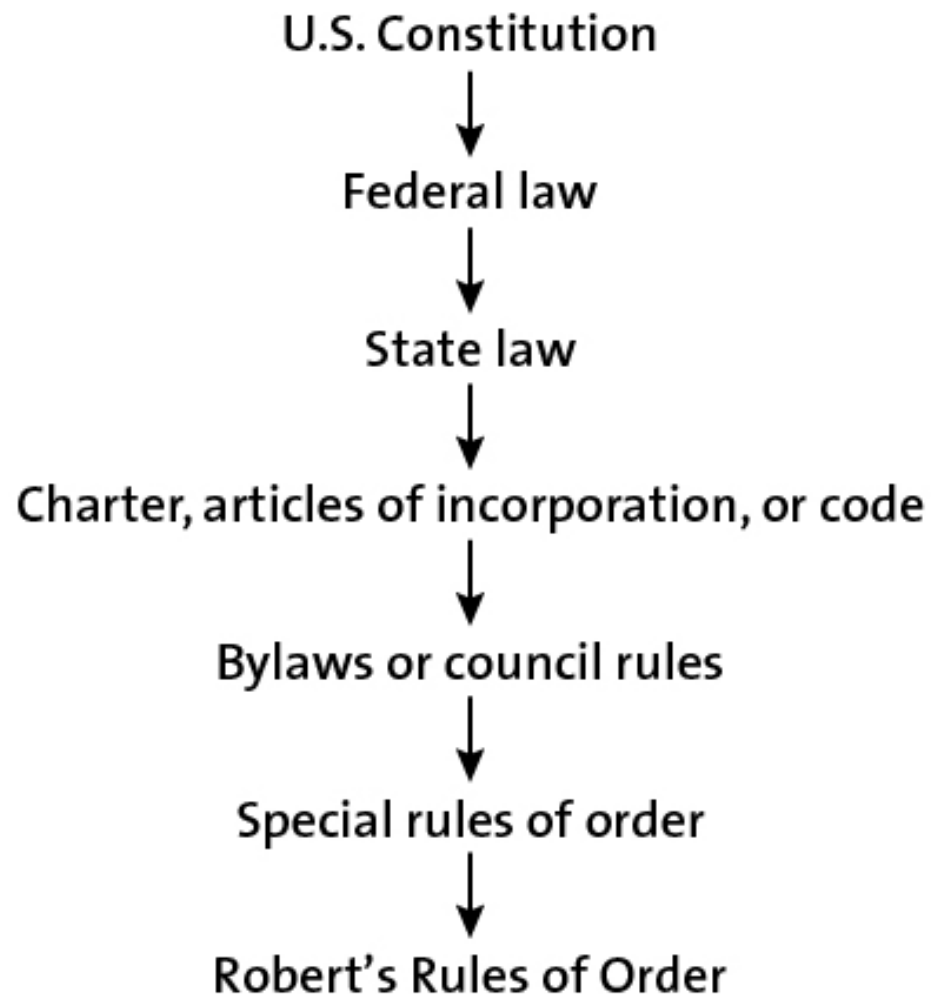 U.S. Constitution
Federal law
State law
Charter, articles of incorporation, or code
Bylaws or council rules
Special rules of order
Robert’s Rules of Order